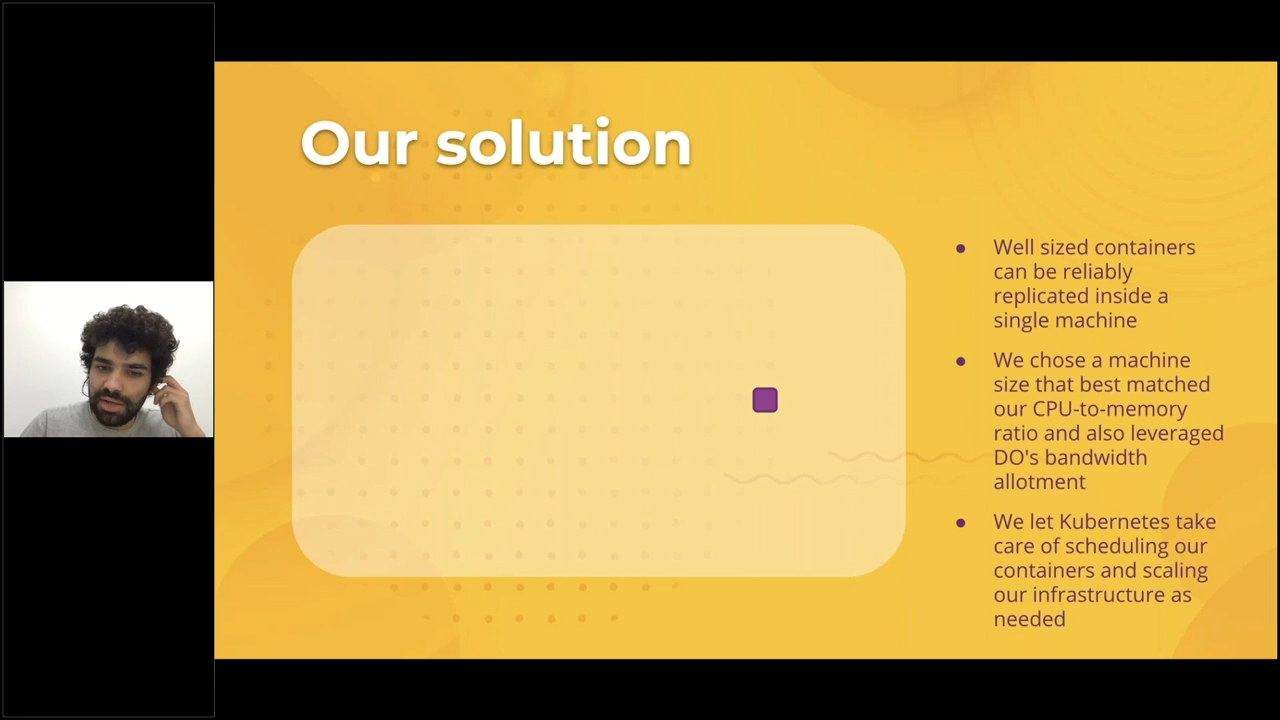 Our solution
● Well sized containers
can be reliably
replicated inside a
single machine
● We chose a machine
size that best matched
our CPU-to-memory
ratio and also leveraged
DO's bandwidth
allotment
● We let Kubernetes take
care of scheduling our
containers and scaling
our infrastructure as
needed